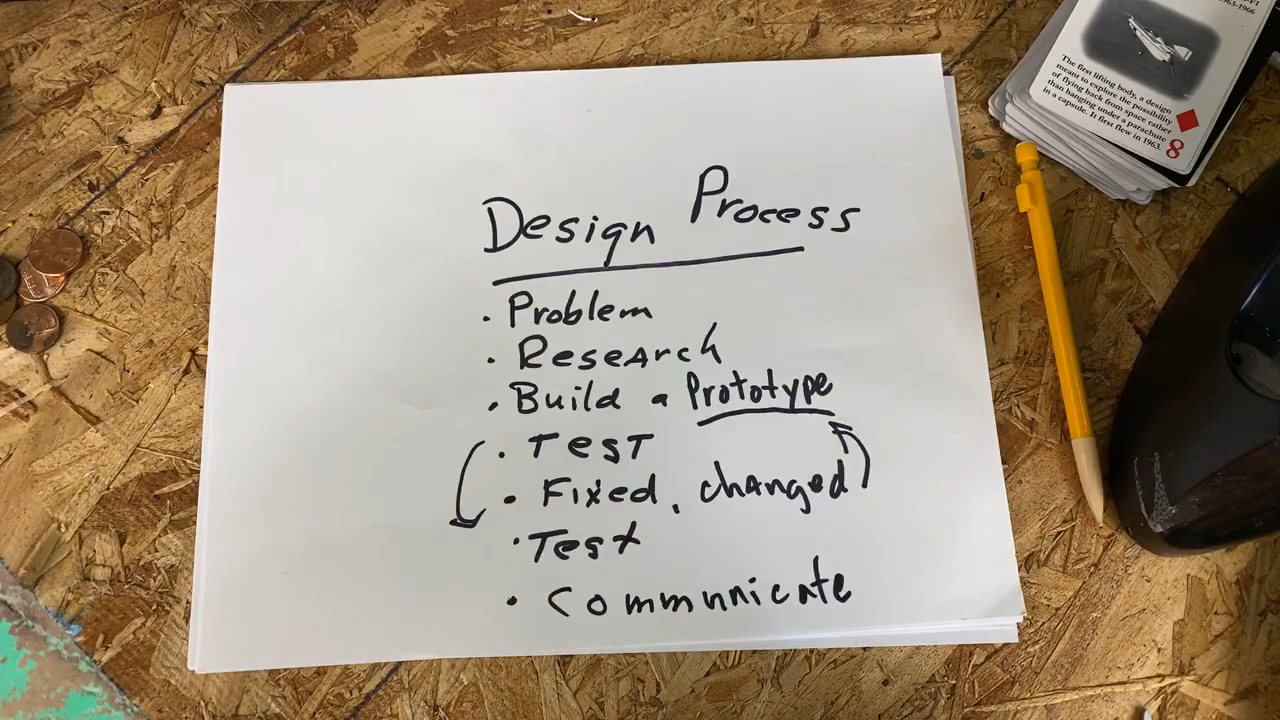 Design Process
· Problem
· Research
· Build a Prototype
· Test
· Fixed, changed
· Test
· Communicate
1963-1966
The first lifting body, a design
meant to explore the possibility
of flying back from space rather
than hanging under a parachute
in a capsule. It first flew in 1963.
8